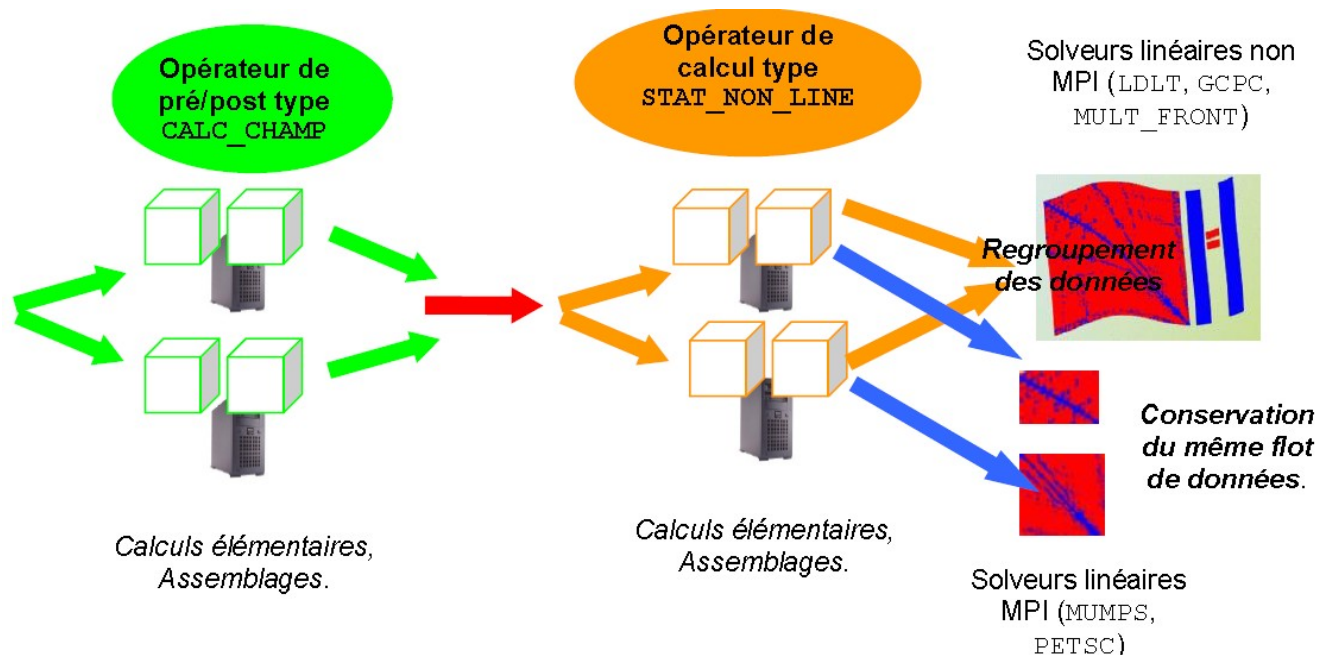 Opérateur de
pré/post type
CALC_CHAMP
Opérateur de
calcul type
STAT_NON_LINE
Solveurs linéaires non
MPI (LDLT, GCPC,
MULT_FRONT)
Regroupement
des données
Conservation
du même flot
de données.
Calculs élémentaires,
Assemblages.
Calculs élémentaires,
Assemblages.
Solveurs linéaires
MPI (MUMPS,
PETSC)